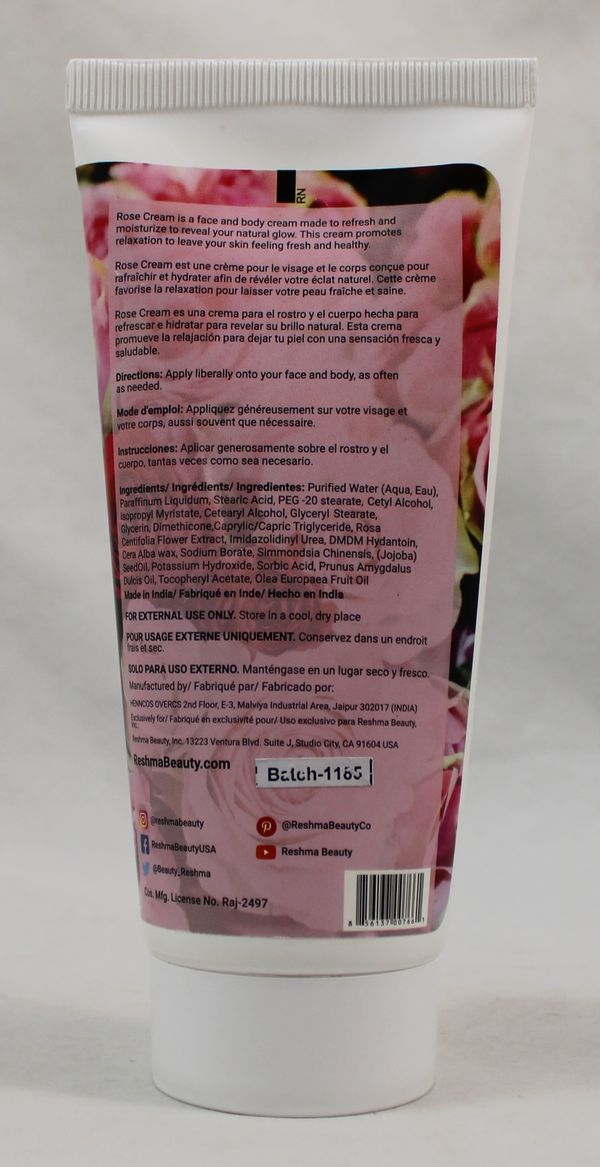 RN
Rose Cream is a face and body cream made to refresh and
moisturize to reveal your natural glow. This cream promotes
relaxation to leave your skin feeling fresh and healthy.
Rose Cream est une crème pour le visage et le corps conçue pour
rafraîchir et hydrater afin de révéler votre éclat naturel. Cette crème
favorise la relaxation pour laisser votre peau fraîche et saine.
Rose Cream es una crema para el rostro y el cuerpo hecha para
refrescar e hidratar para revelar su brillo natural. Esta crema
promueve la relajación para dejar tu piel con una sensación fresca y
saludable.
Directions: Apply liberally onto your face and body, as often
as needed.
Mode d'emploi: Appliquez généreusement sur votre visage et
votre corps, aussi souvent que nécessaire.
Instrucciones: Aplicar generosamente sobre el rostro y el
cuerpo, tantas veces como sea necesario.
Ingredients/ Ingrédients/ Ingredientes: Purified Water (Aqua, Eau),
Paraffinum Liquidum, Stearic Acid, PEG -20 stearate, Cetyl Alcohol,
Isopropyl Myristate, Cetearyl Alcohol, Glyceryl Stearate,
Glycerin, Dimethicone,Caprylic/Capric Triglyceride, Rosa
Centifolia Flower Extract, Imidazolidinyl Urea, DMDM Hydantoin,
Cera Alba wax, Sodium Borate, Simmondsia Chinensis, (Jojoba)
SeedOil, Potassium Hydroxide, Sorbic Acid, Prunus Amygdalus
Dulcis Oil, Tocopheryl Acetate, Olea Europaea Fruit Oil
Made in India/ Fabriqué en Inde/ Hecho en India
FOR EXTERNAL USE ONLY. Store in a cool, dry place
POUR USAGE EXTERNE UNIQUEMENT. Conservez dans un endroit
frais et sec.
SOLO PARA USO EXTERNO. Manténgase en un lugar seco y fresco.
Manufactured by/ Fabriqué par/ Fabricado por:
HENNCOS OVERCS 2nd Floor, E-3, Malviya Industrial Area, Jaipur 302017 (INDIA)
Exclusively for/ Fabriqué en exclusivité pour/ Uso exclusivo para Reshma Beauty,
Inc.
Reshma Beauty, Inc. 13223 Ventura Blvd. Suite J, Studio City, CA 91604 USA
ReshmaBeauty.com
Batch-1185
@reshmabeauty
@ReshmaBeautyCo
ReshmaBeautyUSA
Reshma Beauty
@Beauty_Reshma
Cos. Mfg. License No. Raj-2497
8 56137 00766 1